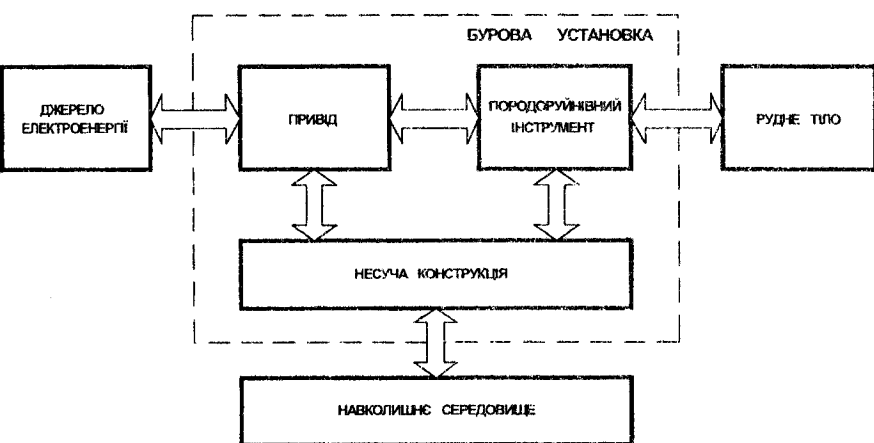 БУРОВА УСТАНОВКА
ДЖЕРЕЛО
ЕЛЕКТРОЕНЕРГІЇ
ПРИВІД
ПОРОДОРУЙНІВНИЙ
ІНСТРУМЕНТ
РУДНЕ ТІЛО
НЕСУЧА КОНСТРУКЦІЯ
НАВКОЛИШНЄ СЕРЕДОВИЩЕ